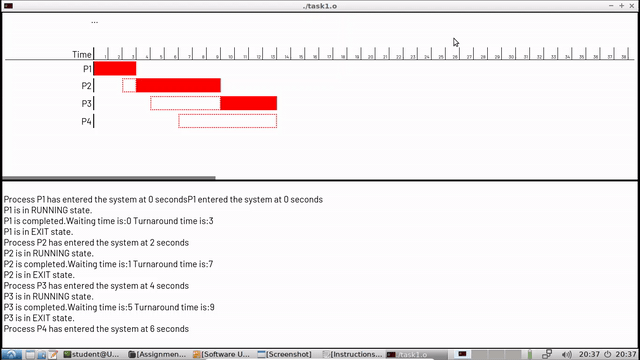 ./task1.o
...
Time 1 2 3 4 5 6 7 8 9 10 11 12 13 14 15 16 17 18 19 20 21 22 23 24 25 26 27 28 29 30 31 32 33 34 35 36 37 38
P1
P2
P3
P4
Process P1 has entered the system at 0 secondsP1 entered the system at 0 seconds
P1 is in RUNNING state.
P1 is completed.Waiting time is:0 Turnaround time is:3
P1 is in EXIT state.
Process P2 has entered the system at 2 seconds
P2 is in RUNNING state.
P2 is completed.Waiting time is:1 Turnaround time is:7
P2 is in EXIT state.
Process P3 has entered the system at 4 seconds
P3 is in RUNNING state.
P3 is completed.Waiting time is:5 Turnaround time is:9
P3 is in EXIT state.
Process P4 has entered the system at 6 seconds
student@U... [Assignmen... [Software U... [Screenshot] [Instructions... ./task1.o 20:37 20:37